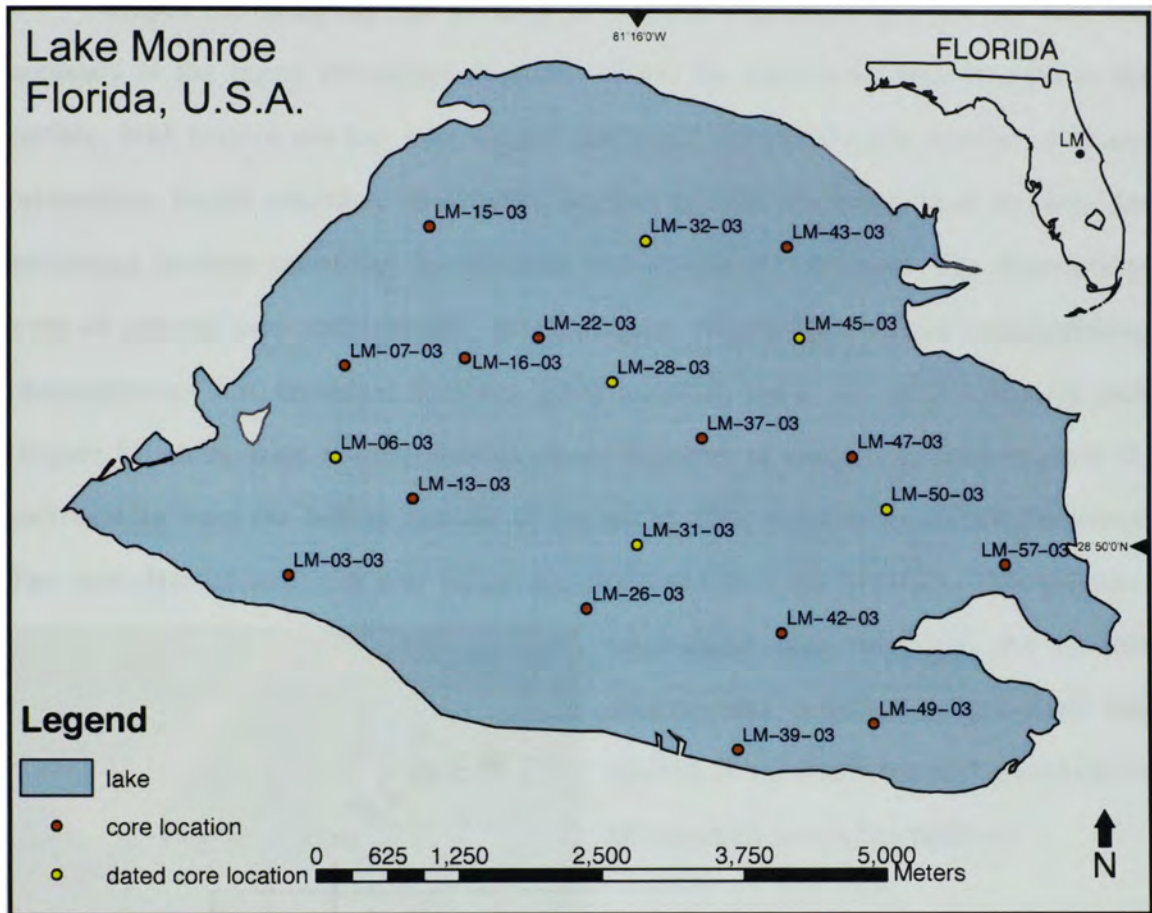 Lake Monroe
Florida, U.S.A.
81°16'0"W
FLORIDA
LM
LM-15-03
LM-32-03
LM-43-03
LM-22-03
LM-45-03
LM-07-03
LM-16-03
LM-28-03
LM-37-03
LM-06-03
LM-47-03
LM-13-03
LM-50-03
LM-31-03
28°50'0"N
LM-57-03
LM-03-03
LM-26-03
LM-42-03
LM-49-03
LM-39-03
Legend
lake
core location
dated core location
0 625 1,250 2,500 3,750 5,000
Meters
N